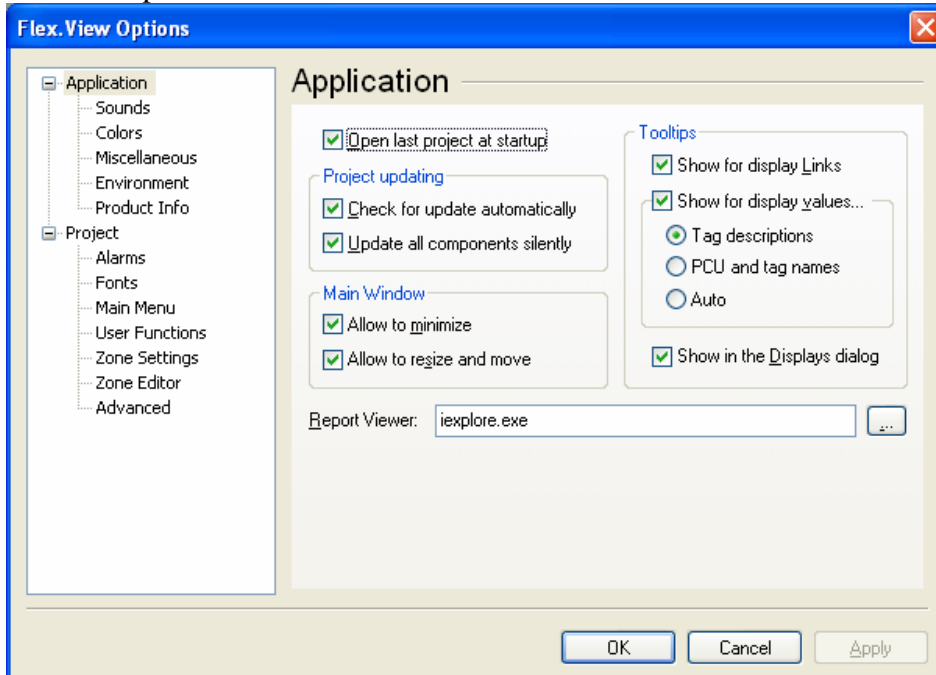 Flex.View Options
Application
Sounds
Colors
Miscellaneous
Environment
Product Info
Project
Alarms
Fonts
Main Menu
User Functions
Zone Settings
Zone Editor
Advanced
Application
Open last project at startup
Project updating
Check for update automatically
Update all components silently
Main Window
Allow to minimize
Allow to resize and move
Tooltips
Show for display Links
Show for display values...
Tag descriptions
PCU and tag names
Auto
Show in the Displays dialog
Report Viewer: iexplore.exe ...
OK Cancel Apply